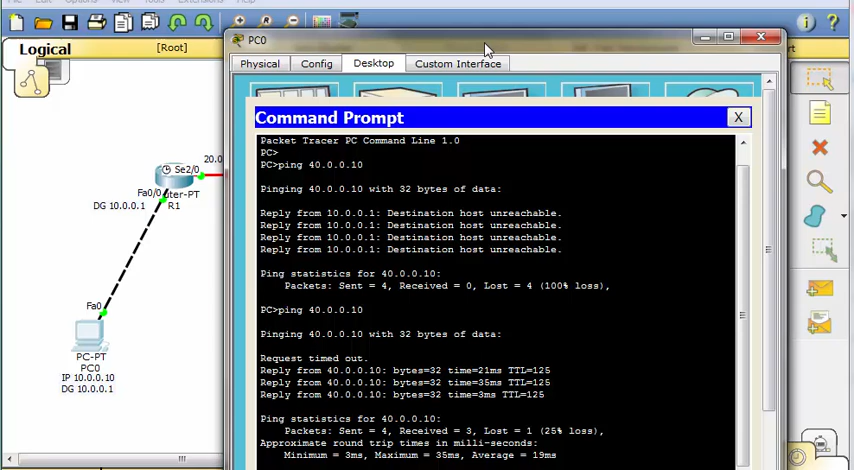 Logical
[Root]
PC0
Physical
Config
Desktop
Custom Interface
Command Prompt
X
Packet Tracer PC Command Line 1.0
PC>
PC>ping 40.0.0.10
Pinging 40.0.0.10 with 32 bytes of data:
Reply from 10.0.0.1: Destination host unreachable.
Reply from 10.0.0.1: Destination host unreachable.
Reply from 10.0.0.1: Destination host unreachable.
Reply from 10.0.0.1: Destination host unreachable.
Ping statistics for 40.0.0.10:
Packets: Sent = 4, Received = 0, Lost = 4 (100% loss),
PC>ping 40.0.0.10
Pinging 40.0.0.10 with 32 bytes of data:
Request timed out.
Reply from 40.0.0.10: bytes=32 time=21ms TTL=125
Reply from 40.0.0.10: bytes=32 time=35ms TTL=125
Reply from 40.0.0.10: bytes=32 time=3ms TTL=125
Ping statistics for 40.0.0.10:
Packets: Sent = 4, Received = 3, Lost = 1 (25% loss),
Approximate round trip times in milli-seconds:
Minimum = 3ms, Maximum = 35ms, Average = 19ms
20.0
Se2/0
Fa0/0
uter-PT
DG 10.0.0.1
R1
Fa0
PC-PT
PC0
IP 10.0.0.10
DG 10.0.0.1